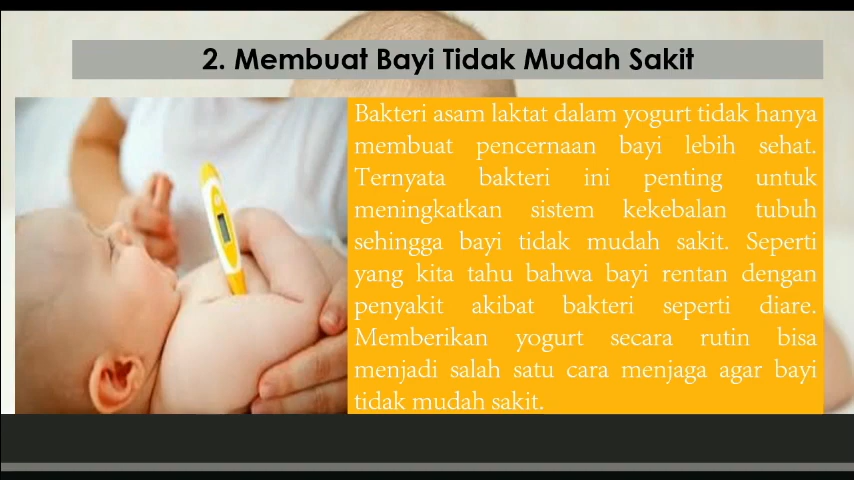 2. Membuat Bayi Tidak Mudah Sakit
Bakteri asam laktat dalam yogurt tidak hanya
membuat pencernaan bayi lebih sehat.
Ternyata bakteri ini penting untuk
meningkatkan sistem kekebalan tubuh
sehingga bayi tidak mudah sakit. Seperti
yang kita tahu bahwa bayi rentan dengan
penyakit akibat bakteri seperti diare.
Memberikan yogurt secara rutin bisa
menjadi salah satu cara menjaga agar bayi
tidak mudah sakit.